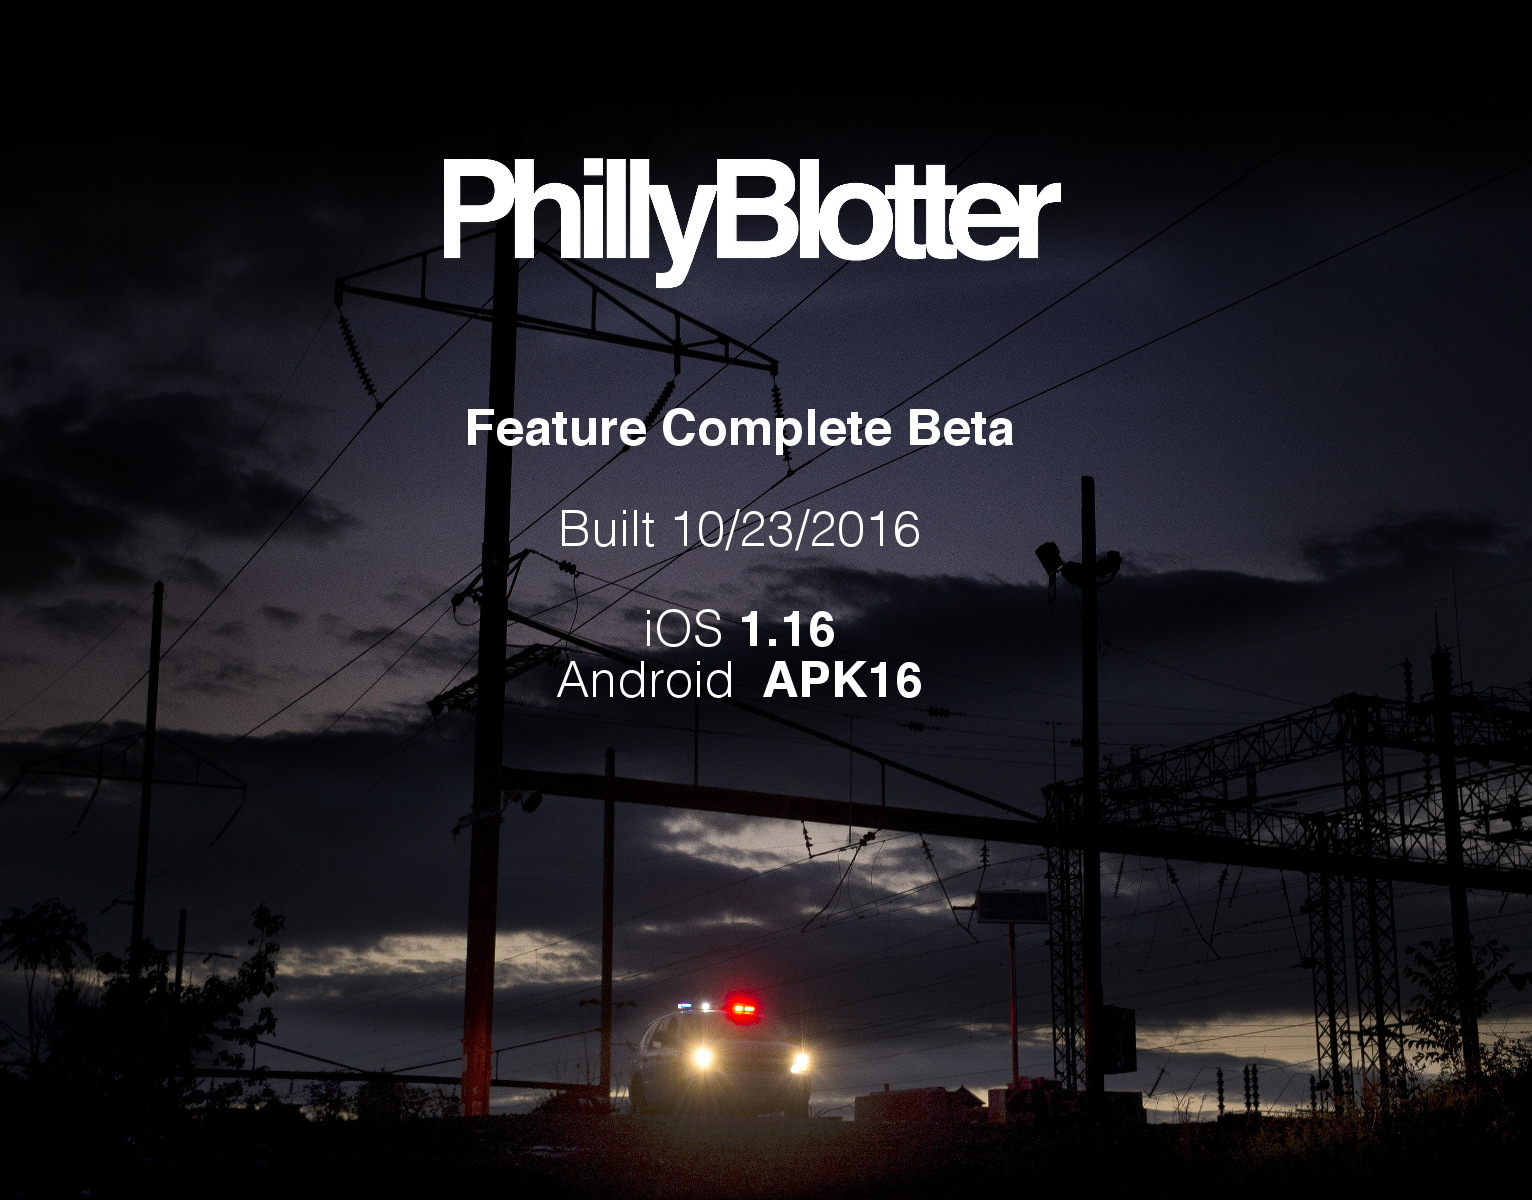 PhillyBlotter
Feature Complete Beta
Built 10/23/2016
iOS 1.16
Android APK16